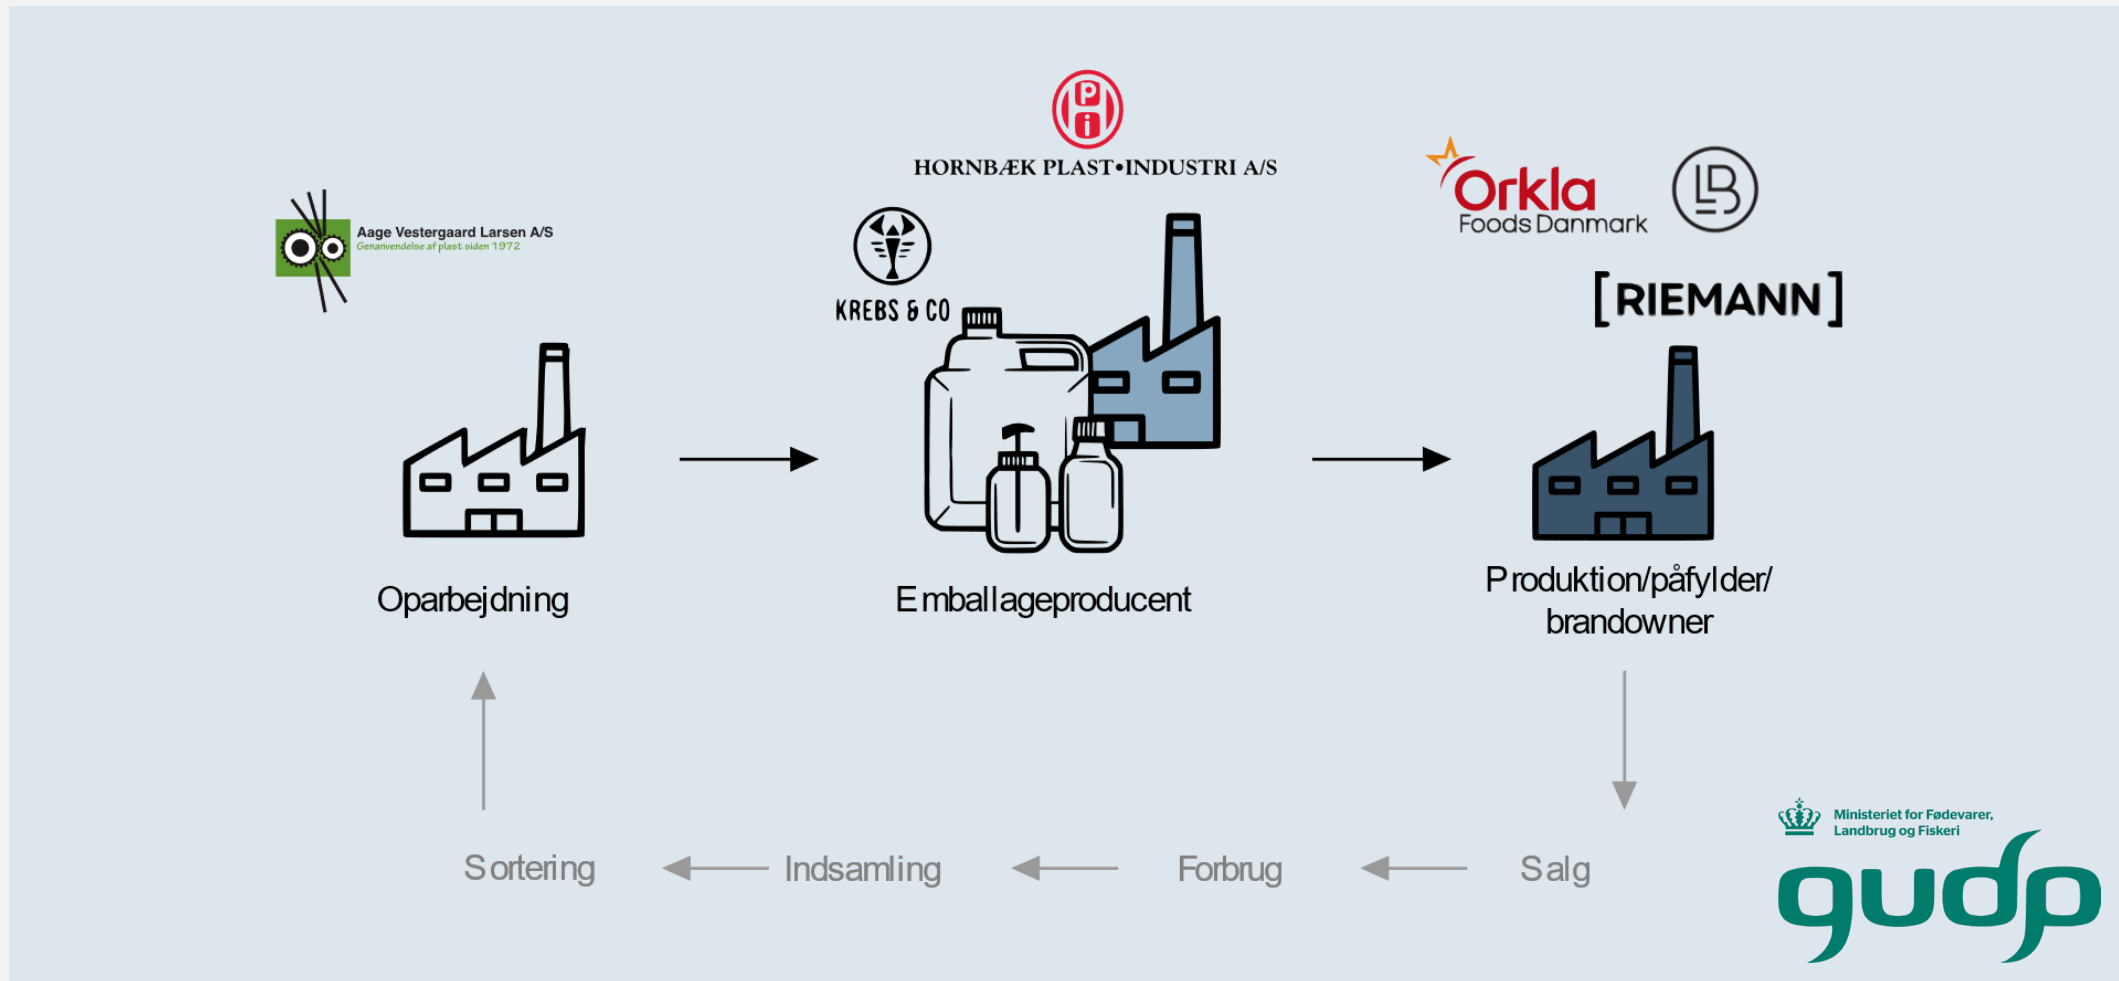 HORNBÆK PLAST•INDUSTRI A/S
Orkla
Foods Danmark
LB
Aage Vestergaard Larsen A/S
Genanvendelse af plast siden 1972
KREBS & CO
[RIEMANN]
Oparbejdning
Emballageproducent
Produktion/påfylder/
brandowner
Sortering
Indsamling
Forbrug
Salg
Ministeriet for Fødevarer,
Landbrug og Fiskeri
gudp